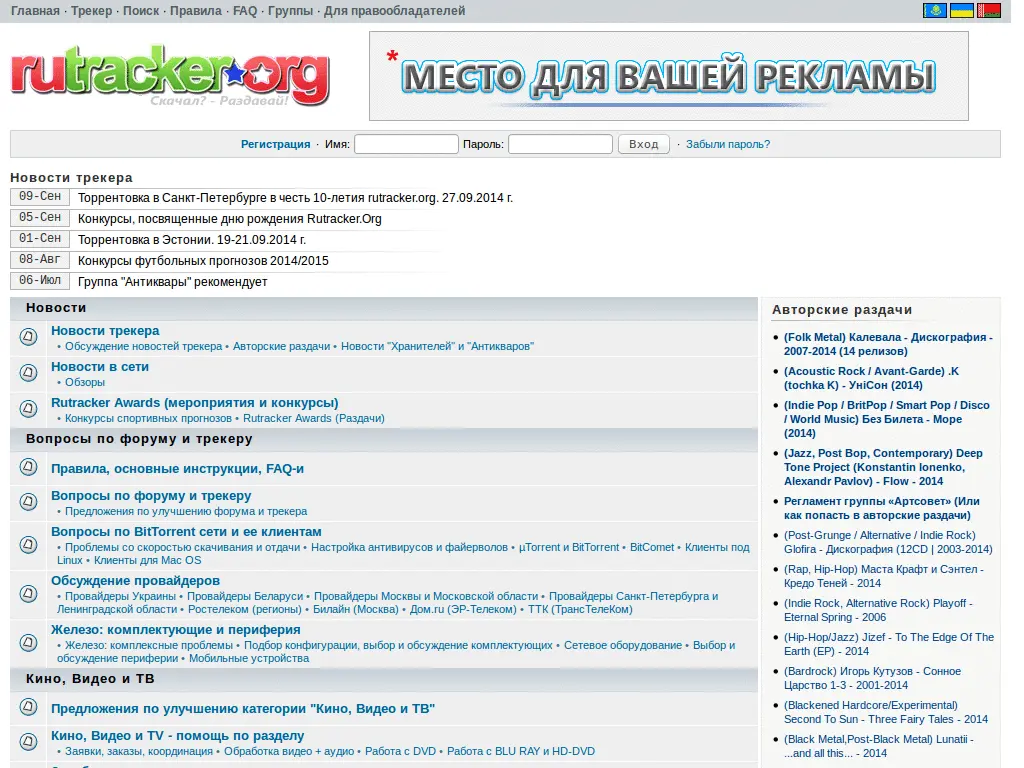 Главная · Трекер · Поиск · Правила · FAQ · Группы · Для правообладателей
rutracker.org
Скачал? - Раздавай!
* МЕСТО ДЛЯ ВАШЕЙ РЕКЛАМЫ
Регистрация · Имя: Пароль: Вход · Забыли пароль?
Новости трекера
09-Сен Торрентовка в Санкт-Петербурге в честь 10-летия rutracker.org. 27.09.2014 г.
05-Сен Конкурсы, посвященные дню рождения Rutracker.Org
01-Сен Торрентовка в Эстонии. 19-21.09.2014 г.
08-Авг Конкурсы футбольных прогнозов 2014/2015
06-Июл Группа "Антиквары" рекомендует
Новости
Новости трекера
• Обсуждение новостей трекера • Авторские раздачи • Новости "Хранителей" и "Антикваров"
Новости в сети
• Обзоры
Rutracker Awards (мероприятия и конкурсы)
• Конкурсы спортивных прогнозов • Rutracker Awards (Раздачи)
Вопросы по форуму и трекеру
Правила, основные инструкции, FAQ-и
Вопросы по форуму и трекеру
• Предложения по улучшению форума и трекера
Вопросы по BitTorrent сети и ее клиентам
• Проблемы со скоростью скачивания и отдачи • Настройка антивирусов и файерволов • µTorrent и BitTorrent • BitComet • Клиенты под
Linux • Клиенты для Mac OS
Обсуждение провайдеров
• Провайдеры Украины • Провайдеры Беларуси • Провайдеры Москвы и Московской области • Провайдеры Санкт-Петербурга и
Ленинградской области • Ростелеком (регионы) • Билайн (Москва) • Дом.ru (ЭР-Телеком) • ТТК (ТрансТелеКом)
Железо: комплектующие и периферия
• Железо: комплексные проблемы • Подбор конфигурации, выбор и обсуждение комплектующих • Сетевое оборудование • Выбор и
обсуждение периферии • Мобильные устройства
Кино, Видео и ТВ
Предложения по улучшению категории "Кино, Видео и ТВ"
Кино, Видео и TV - помощь по разделу
• Заявки, заказы, координация • Обработка видео + аудио • Работа с DVD • Работа с BLU RAY и HD-DVD
Авторские раздачи
• (Folk Metal) Калевала - Дискография -
2007-2014 (14 релизов)
• (Acoustic Rock / Avant-Garde) .K
(tochka K) - УніСон (2014)
• (Indie Pop / BritPop / Smart Pop / Disco
/ World Music) Без Билета - Море
(2014)
• (Jazz, Post Bop, Contemporary) Deep
Tone Project (Konstantin Ionenko,
Alexandr Pavlov) - Flow - 2014
• Регламент группы «Артсовет» (Или
как попасть в авторские раздачи)
• (Post-Grunge / Alternative / Indie Rock)
Glofira - Дискография (12CD | 2003-2014)
• (Rap, Hip-Hop) Маста Крафт и Сэнтел -
Кредо Теней - 2014
• (Indie Rock, Alternative Rock) Playoff -
Eternal Spring - 2006
• (Hip-Hop/Jazz) Jizef - To The Edge Of The
Earth (EP) - 2014
• (Bardrock) Игорь Кутузов - Сонное
Царство 1-3 - 2001-2014
• (Blackened Hardcore/Experimental)
Second To Sun - Three Fairy Tales - 2014
• (Black Metal,Post-Black Metal) Lunatii -
...and all this... - 2014